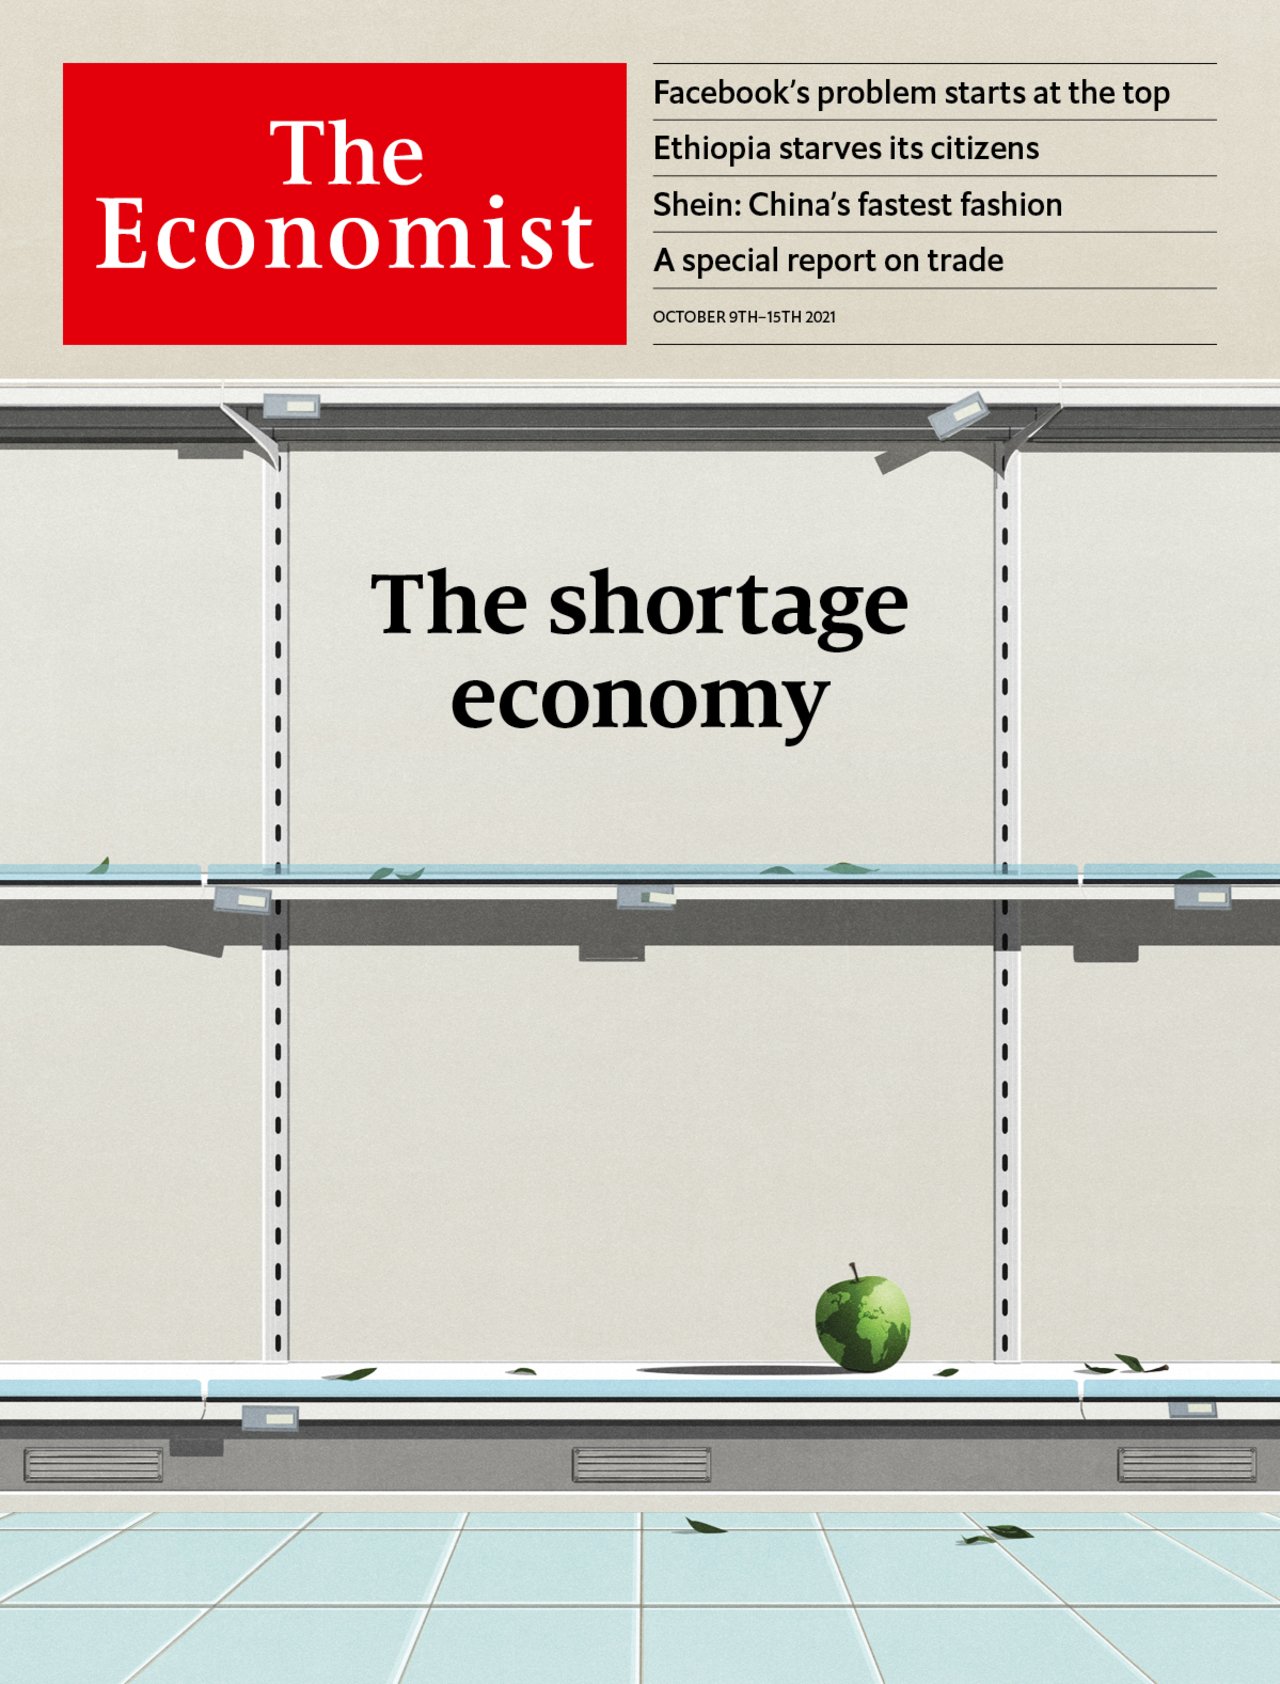 The
Economist
Facebook’s problem starts at the top
Ethiopia starves its citizens
Shein: China’s fastest fashion
A special report on trade
OCTOBER 9TH–15TH 2021
The shortage
economy